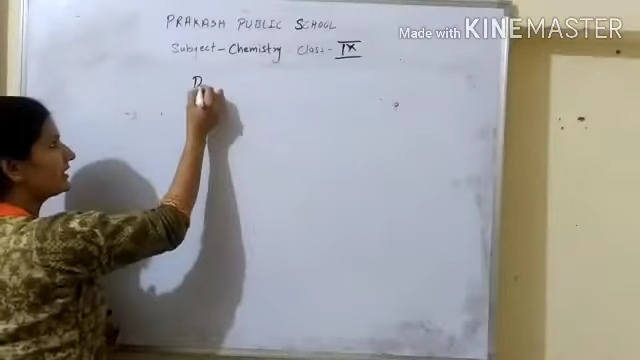 PRAKASH PUBLIC SCHOOL
Subject - Chemistry Class - IX
D
Made with KINEMASTER